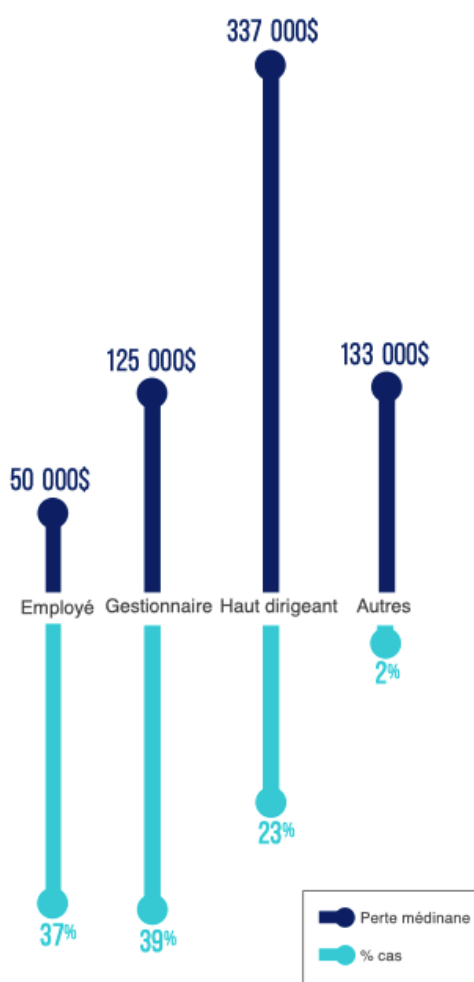 337 000$
125 000$
133 000$
50 000$
Employé Gestionnaire Haut dirigeant Autres
2%
23%
37%
39%
Perte médinane
% cas